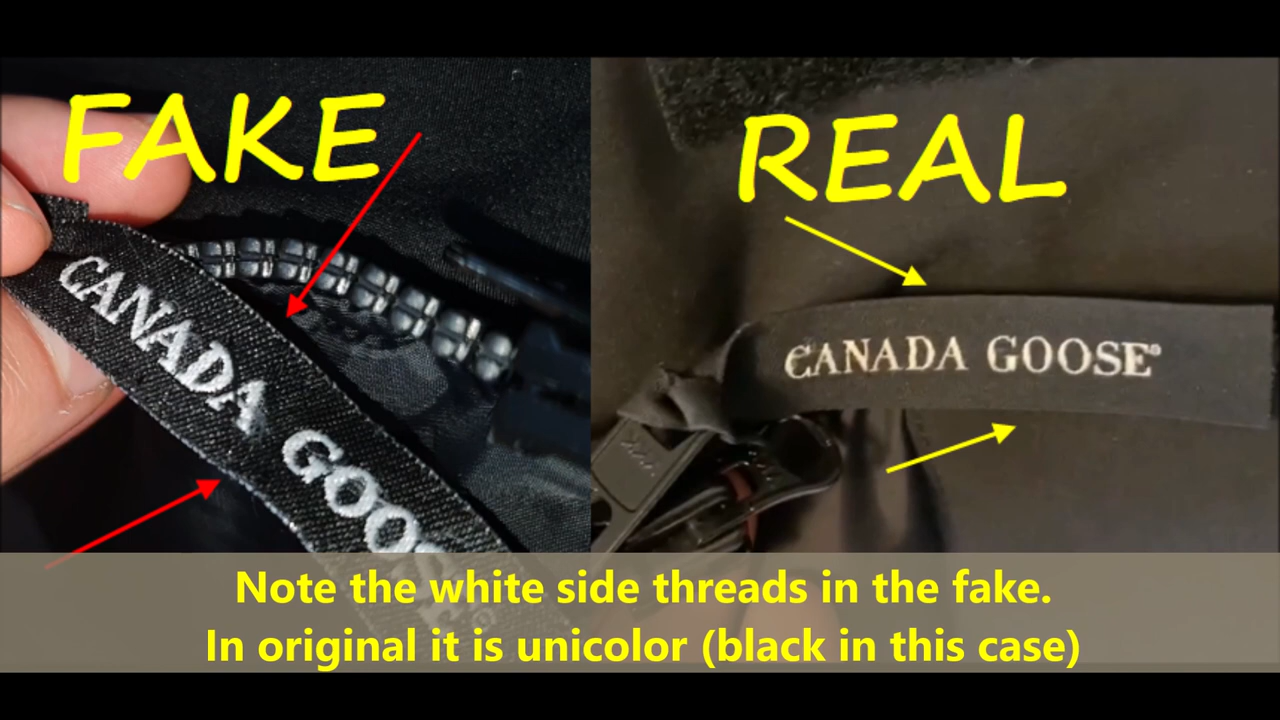 FAKE
REAL
CANADA GOOSE
CANADA GOOSE®
Note the white side threads in the fake.
In original it is unicolor (black in this case)